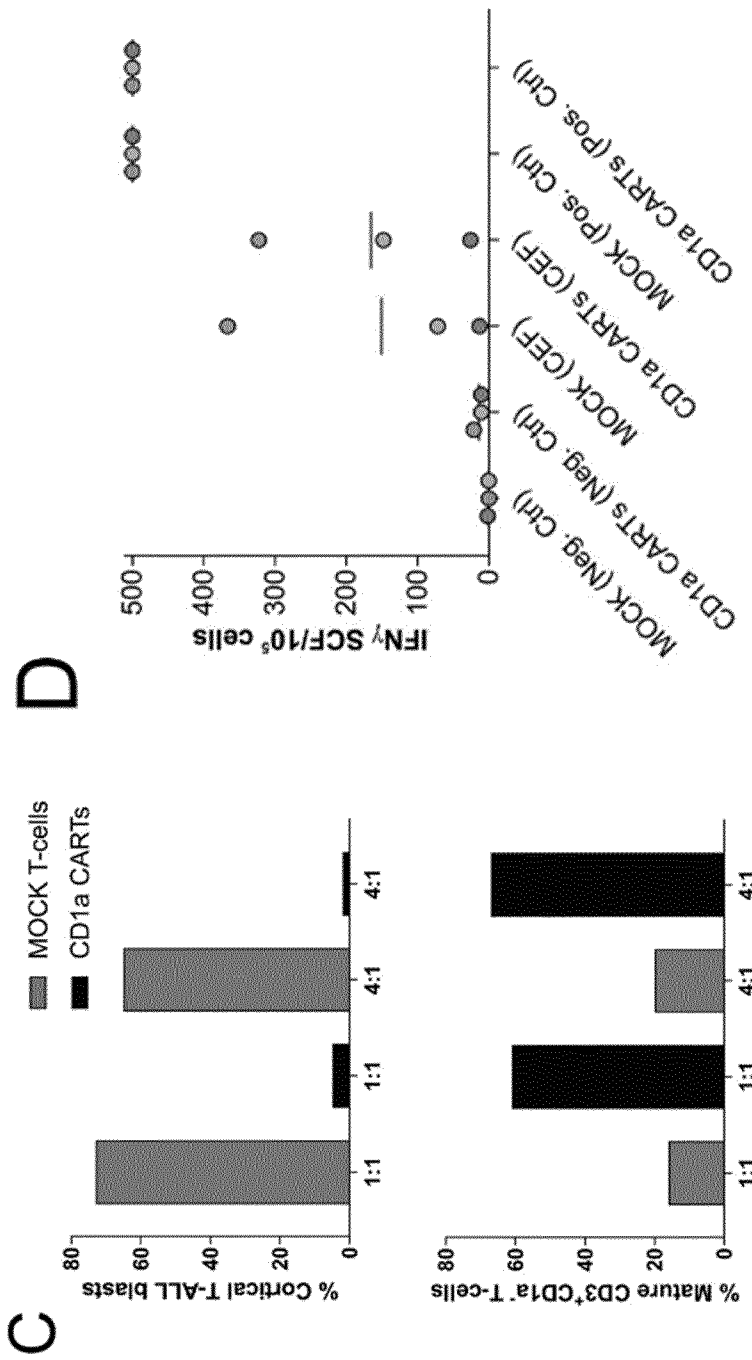 C
MOCK T-cells
CD1a CARTs
% Cortical T-ALL blasts
80
60
40
20
0
1:1
1:1
4:1
4:1
% Mature CD3⁺CD1a⁻ T-cells
80
60
40
20
0
1:1
1:1
4:1
4:1
D
IFNγ SCF/10⁵ cells
500
400
300
200
100
0
MOCK (Neg. Ctrl)
CD1a CARTs (Neg. Ctrl)
MOCK (CEF)
CD1a CARTs (CEF)
MOCK (Pos. Ctrl)
CD1a CARTs (Pos. Ctrl)